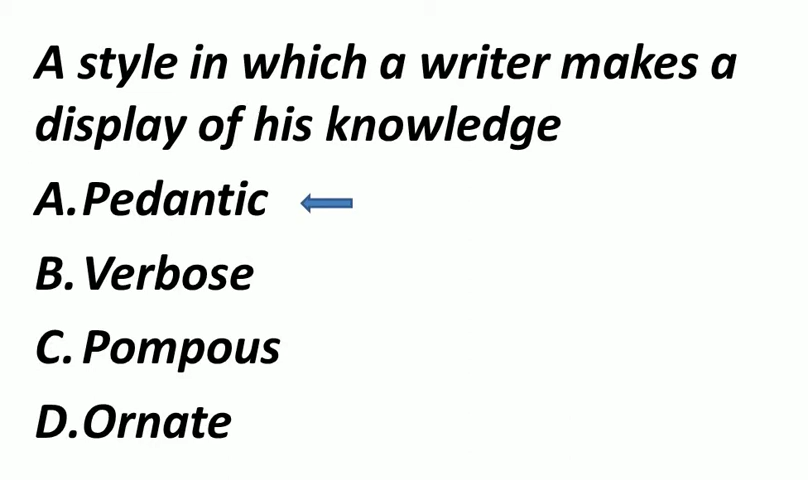 A style in which a writer makes a
display of his knowledge
A. Pedantic
B. Verbose
C. Pompous
D. Ornate